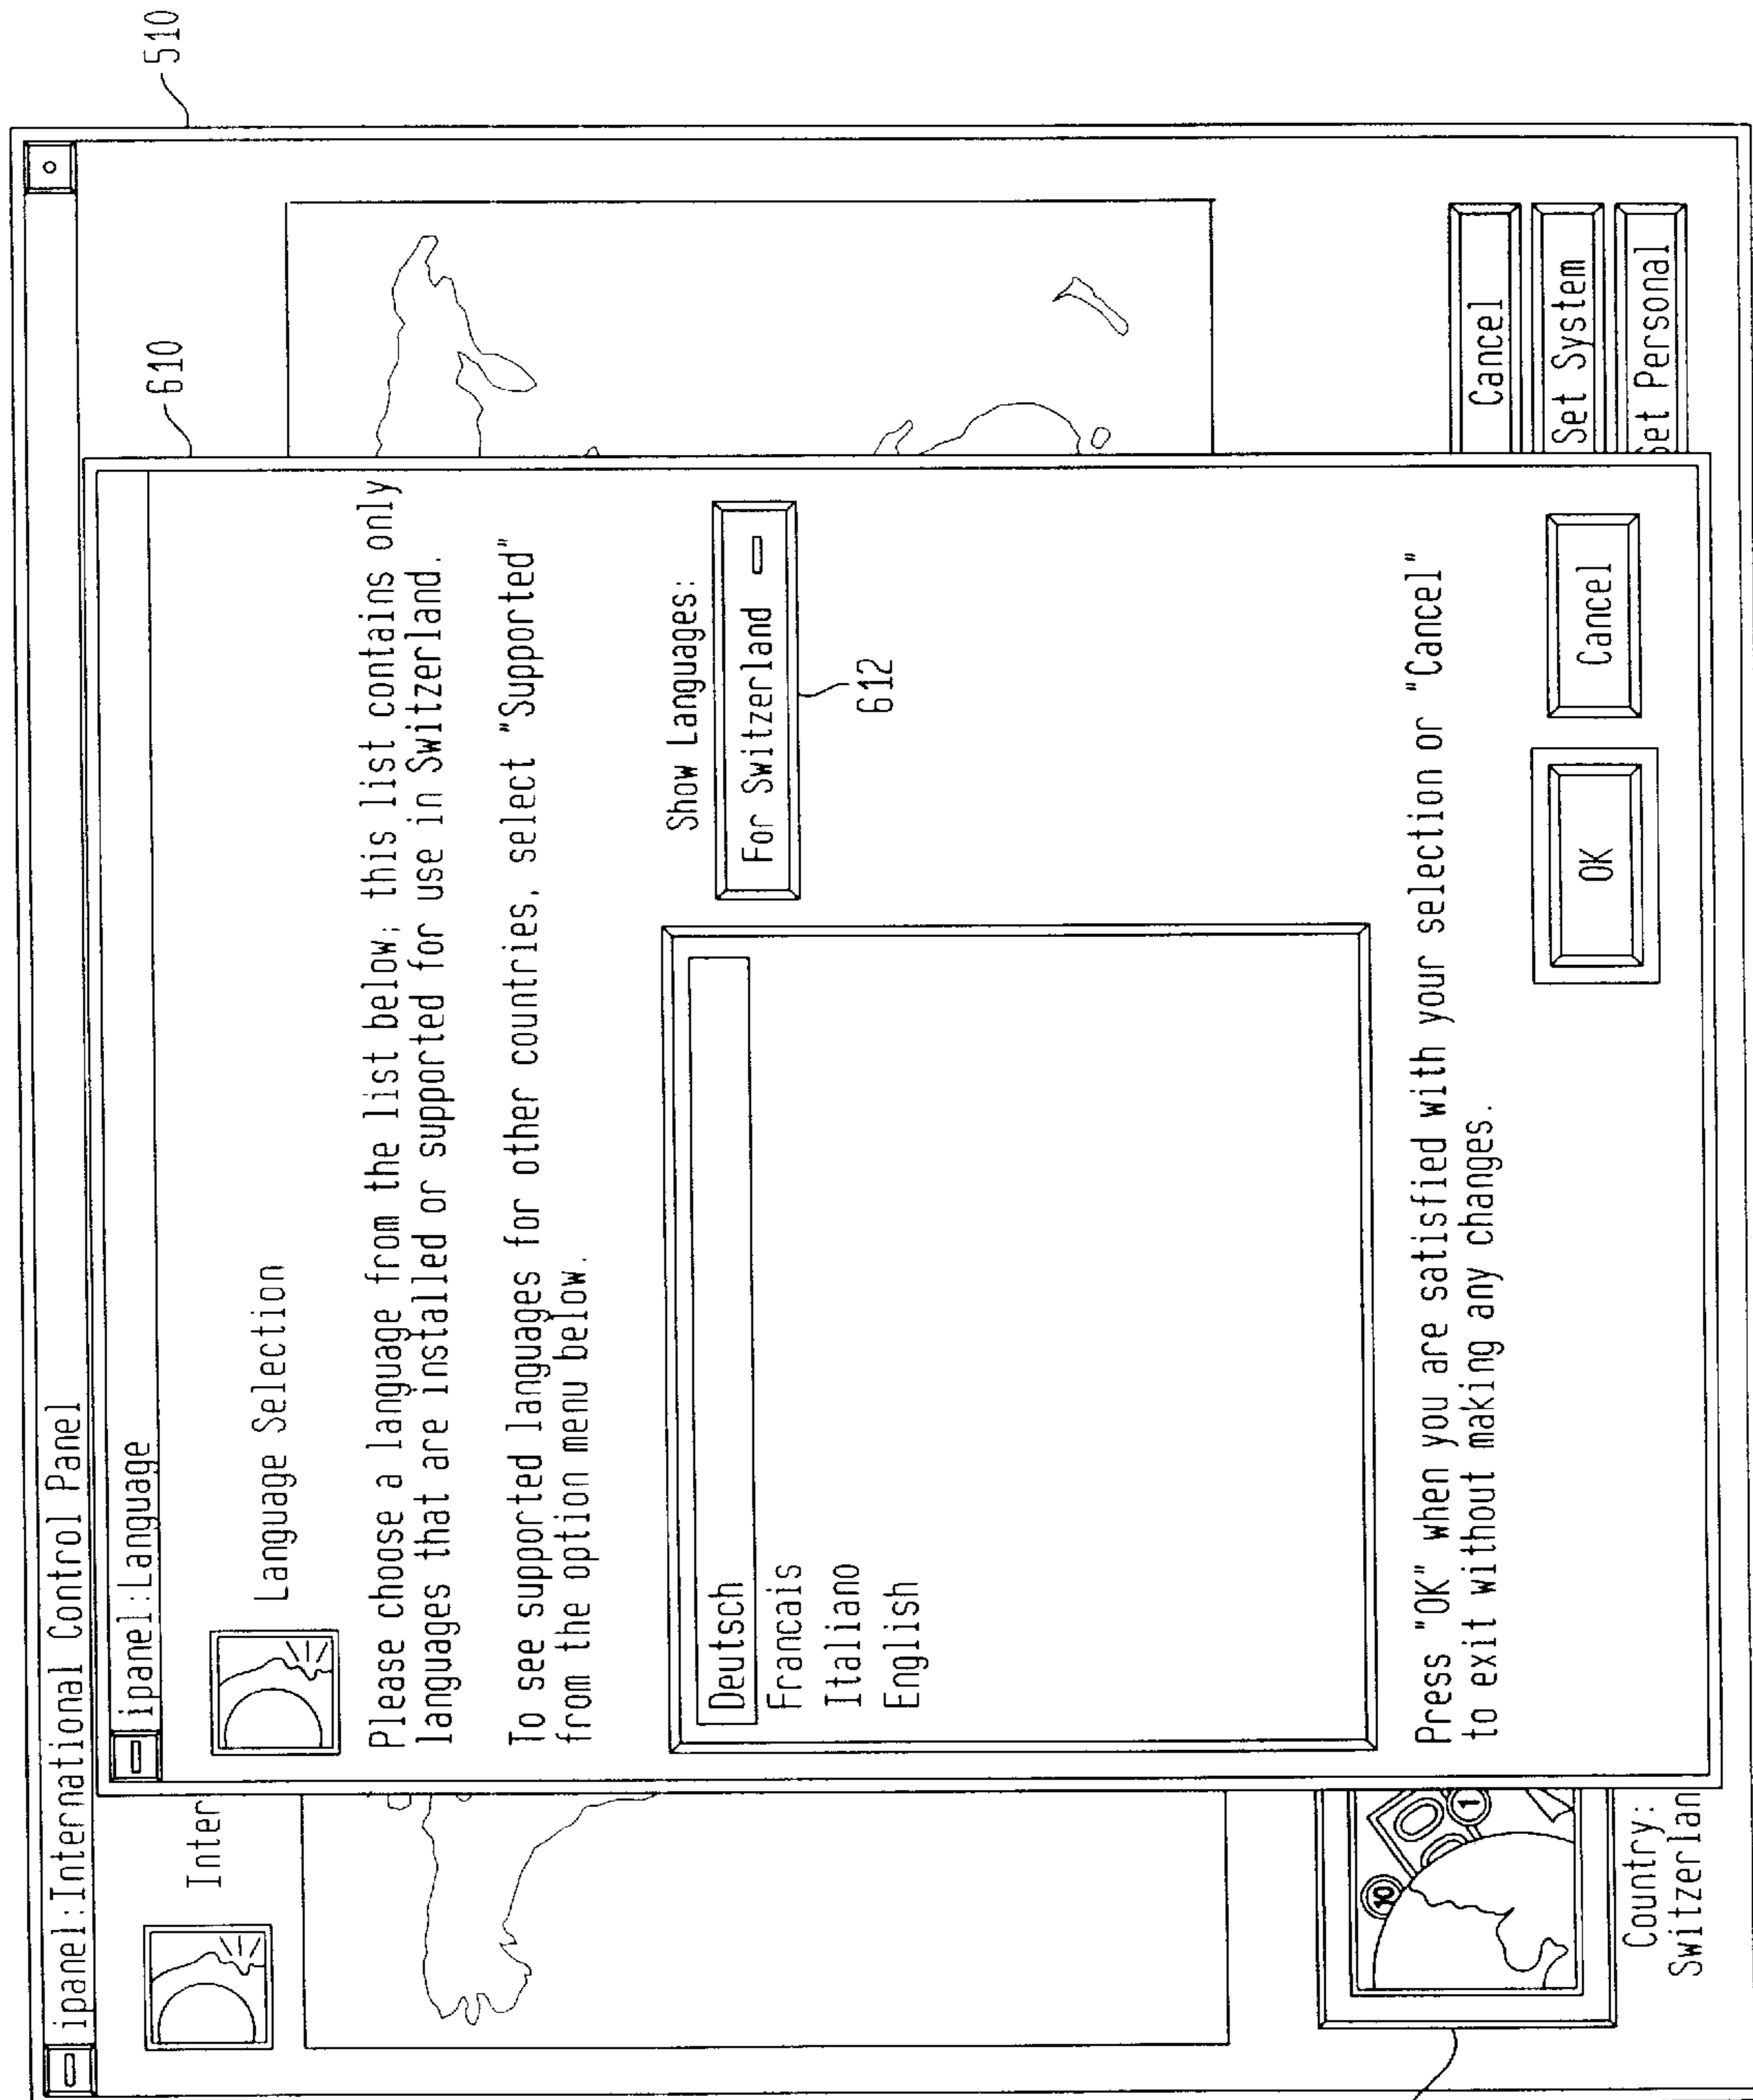 510
ipanel:International Control Panel
610
ipanel:Language
Inter
Language Selection
Please choose a language from the list below; this list contains only
languages that are installed or supported for use in Switzerland.
To see supported languages for other countries, select "Supported"
from the option menu below.
Show Languages:
For Switzerland
612
Deutsch
Francais
Italiano
English
Press "OK" when you are satisfied with your selection or "Cancel"
to exit without making any changes.
OK
Cancel
10
1
Country:
Switzerlan
Cancel
Set System
Set Personal